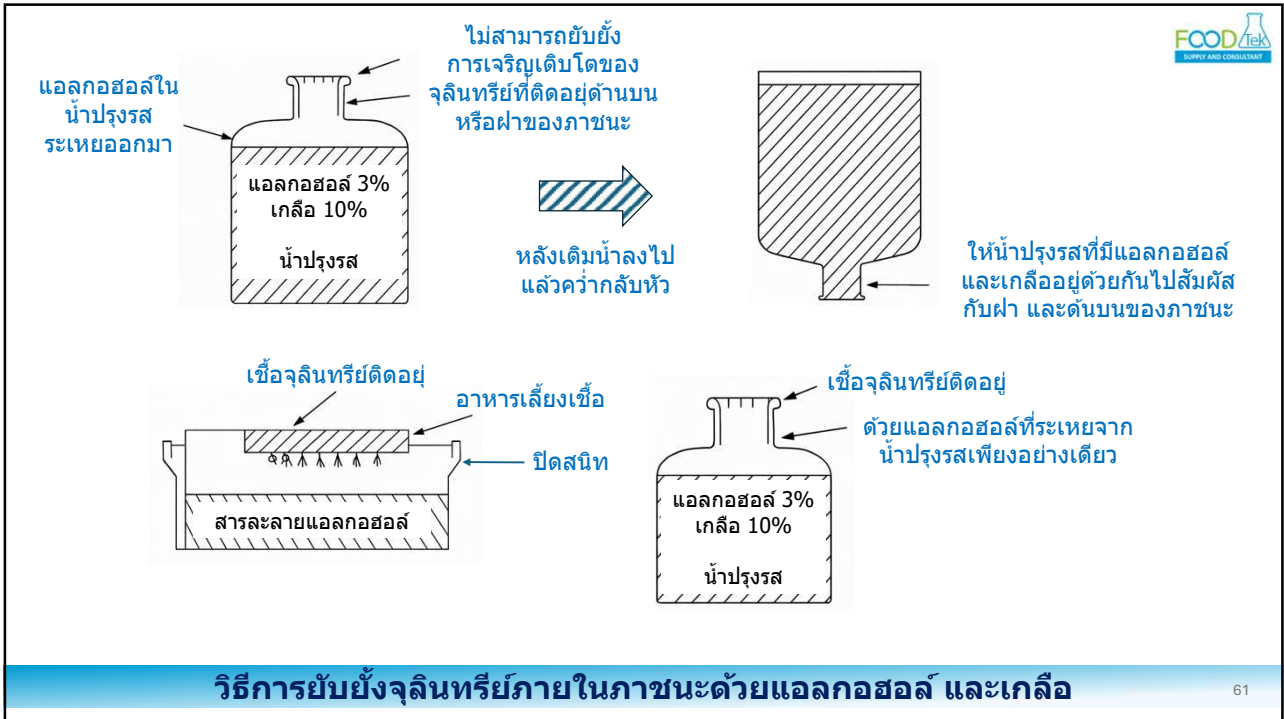 FOODTek
SUPPLY AND CONSULTANT
แอลกอฮอล์ใน
น้ำปรุงรส
ระเหยออกมา
ไม่สามารถยับยั้ง
การเจริญเติบโตของ
จุลินทรีย์ที่ติดอยู่ด้านบน
หรือฝาของภาชนะ
แอลกอฮอล์ 3%
เกลือ 10%
น้ำปรุงรส
หลังเติมน้ำลงไป
แล้วคว่ำกลับหัว
ให้น้ำปรุงรสที่มีแอลกอฮอล์
และเกลืออยู่ด้วยกันไปสัมผัส
กับฝา และด้นบนของภาชนะ
เชื้อจุลินทรีย์ติดอยู่
อาหารเลี้ยงเชื้อ
ปิดสนิท
สารละลายแอลกอฮอล์
เชื้อจุลินทรีย์ติดอยู่
ด้วยแอลกอฮอล์ที่ระเหยจาก
น้ำปรุงรสเพียงอย่างเดียว
แอลกอฮอล์ 3%
เกลือ 10%
น้ำปรุงรส
วิธีการยับยั้งจุลินทรีย์ภายในภาชนะด้วยแอลกอฮอล์ และเกลือ
61